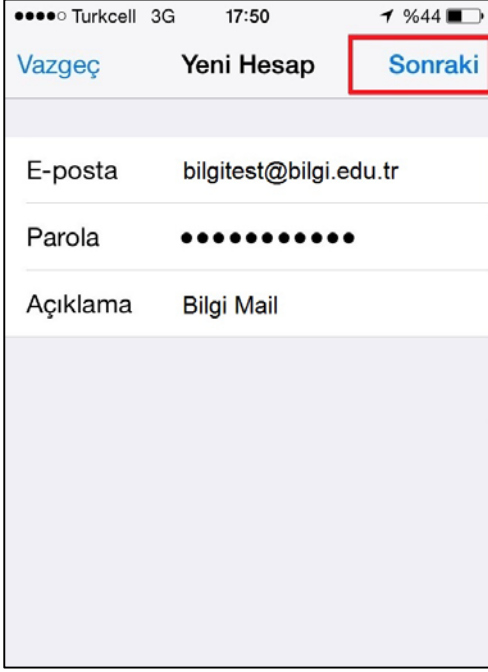 Turkcell 3G 17:50 %44
Vazgeç Yeni Hesap Sonraki
E-posta bilgitest@bilgi.edu.tr
Parola ●●●●●●●●●●●
Açıklama Bilgi Mail